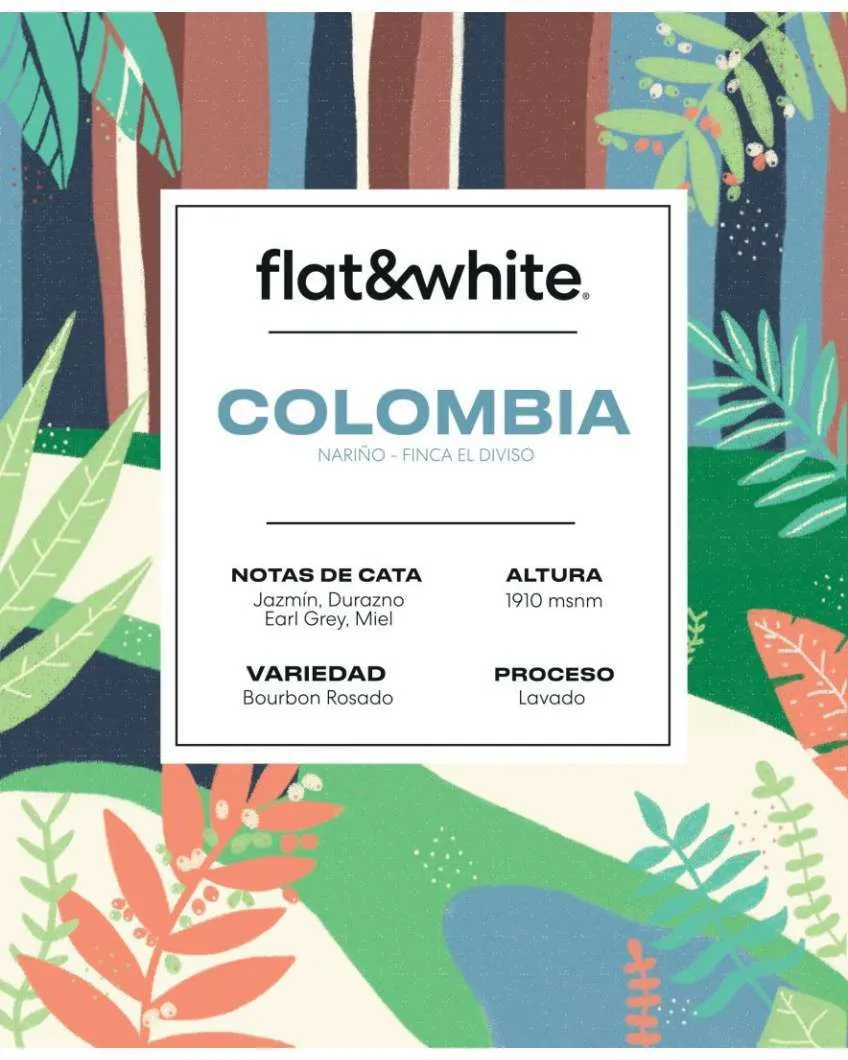 flat&white®
COLOMBIA
NARIÑO - FINCA EL DIVISO
NOTAS DE CATA
Jazmín, Durazno
Earl Grey, Miel
ALTURA
1910 msnm
VARIEDAD
Bourbon Rosado
PROCESO
Lavado